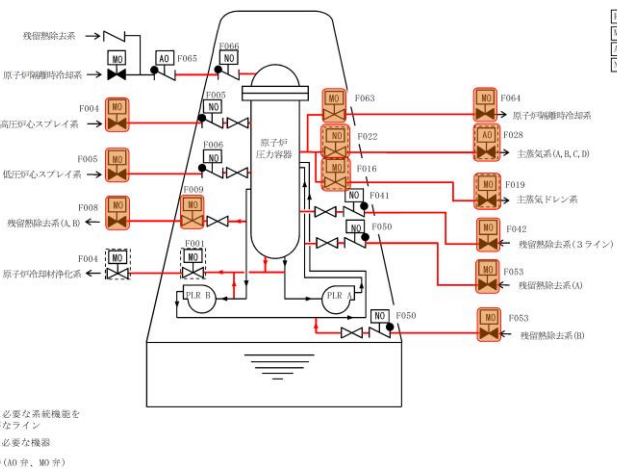 残留熱除去系
F065
F066
MO
AO
NO
原子炉隔離時冷却系
F004
MO
F005
NO
高圧炉心スプレイ系
F005
MO
F006
NO
低圧炉心スプレイ系
F008
MO
F009
MO
残留熱除去系(A,B)
F004
MO
F001
MO
原子炉冷却材浄化系
原子炉
圧力容器
PLR B
PLR A
MO
F063
MO
F064
原子炉隔離時冷却系
NO
F022
AO
F028
主蒸気系(A,B,C,D)
MO
F016
MO
F019
主蒸気ドレン系
NO
F041
MO
F042
残留熱除去系(3ライン)
NO
F050
MO
F053
残留熱除去系(A)
NO
F050
MO
F053
残留熱除去系(B)
必要な系統機能を
なライン
必要な機器
(AO 弁、MO 弁)